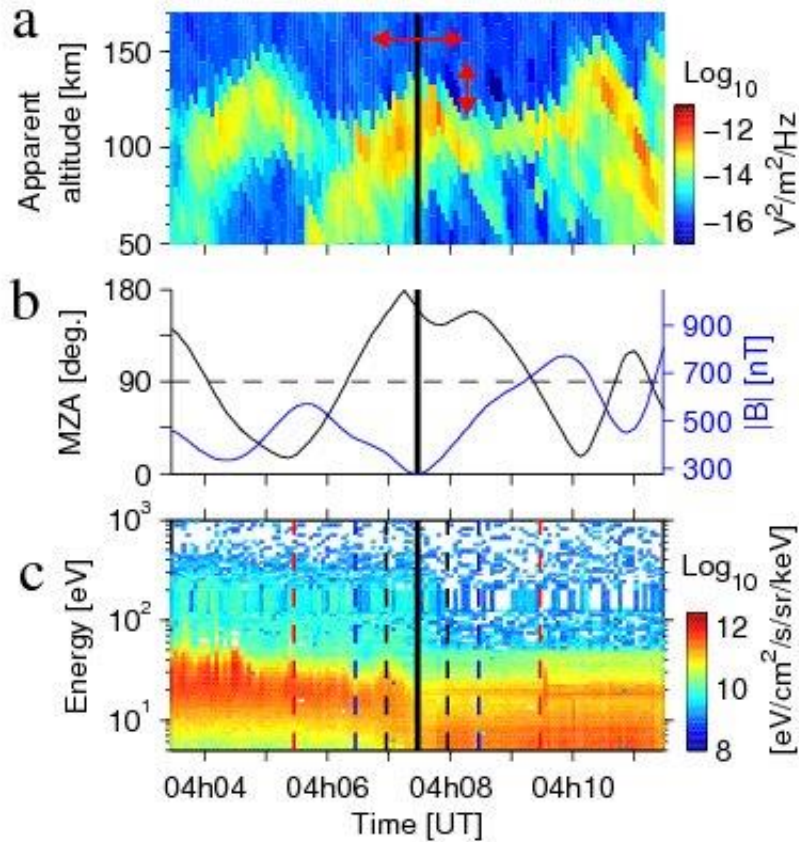 a
150
100
50
Apparent
altitude [km]
Log10
-12
-14
-16
V²/m²/Hz
b
180
90
0
MZA [deg.]
900
700
500
300
|B| [nT]
c
10³
10²
10¹
Energy [eV]
Log10
12
10
8
[eV/cm²/s/sr/keV]
04h04
04h06
04h08
04h10
Time [UT]